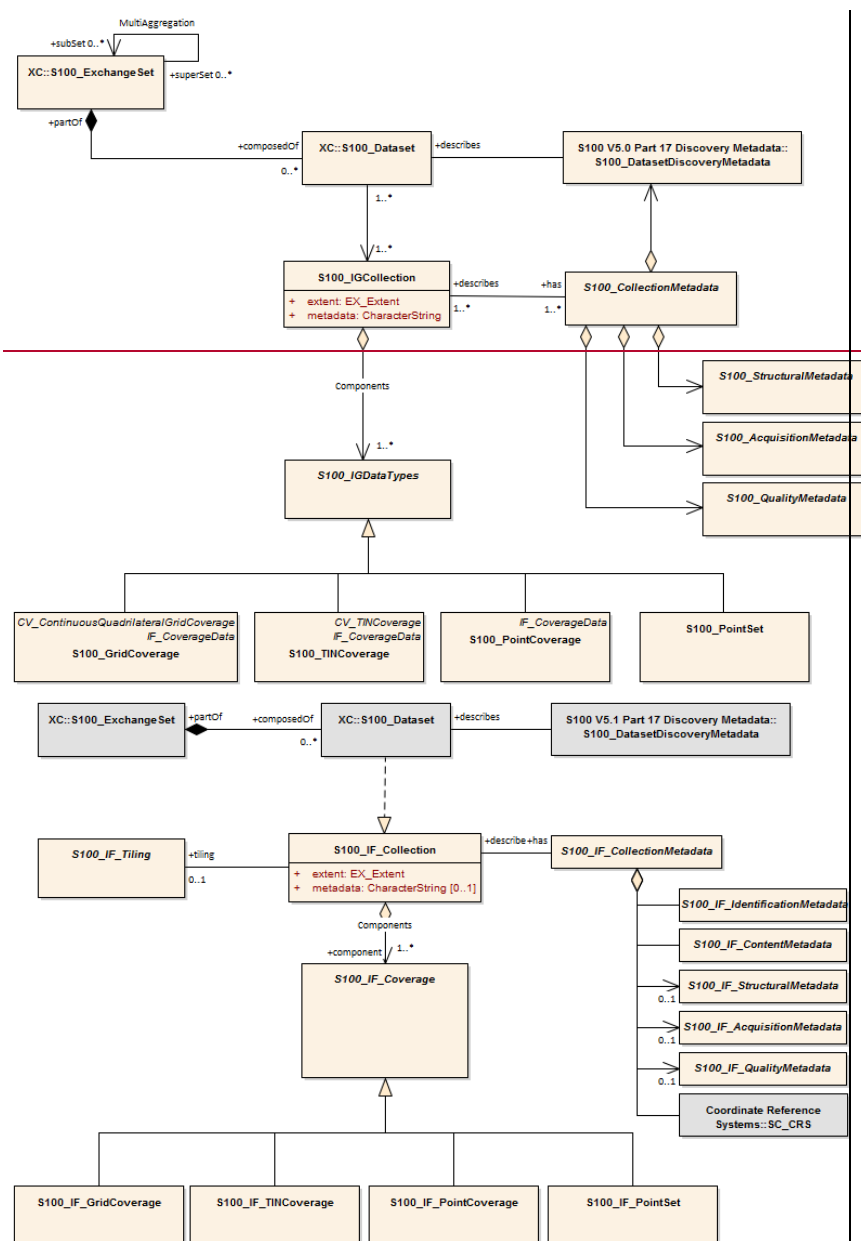 MultiAggregation
+subSet 0..*
XC::S100_ExchangeSet
+superSet 0..*
+partOf
+composedOf
0..*
XC::S100_Dataset
+describes
S100 V5.0 Part 17 Discovery Metadata::
S100_DatasetDiscoveryMetadata
1..*
1..*
S100_IGCollection
+ extent: EX_Extent
+ metadata: CharacterString
+describes
+has
1..*
1..*
S100_CollectionMetadata
S100_StructuralMetadata
Components
S100_AcquisitionMetadata
1..*
S100_IGDataTypes
S100_QualityMetadata
CV_ContinuousQuadrilateralGridCoverage
IF_CoverageData
S100_GridCoverage
CV_TINCoverage
IF_CoverageData
S100_TINCoverage
IF_CoverageData
S100_PointCoverage
S100_PointSet
XC::S100_ExchangeSet
+partOf
+composedOf
0..*
XC::S100_Dataset
+describes
S100 V5.1 Part 17 Discovery Metadata::
S100_DatasetDiscoveryMetadata
S100_IF_Tiling
+tiling
0..1
S100_IF_Collection
+ extent: EX_Extent
+ metadata: CharacterString [0..1]
+describe+has
S100_IF_CollectionMetadata
S100_IF_IdentificationMetadata
Components
+component
1..*
S100_IF_ContentMetadata
S100_IF_Coverage
S100_IF_StructuralMetadata
0..1
S100_IF_AcquisitionMetadata
0..1
S100_IF_QualityMetadata
0..1
Coordinate Reference
Systems::SC_CRS
S100_IF_GridCoverage
S100_IF_TINCoverage
S100_IF_PointCoverage
S100_IF_PointSet